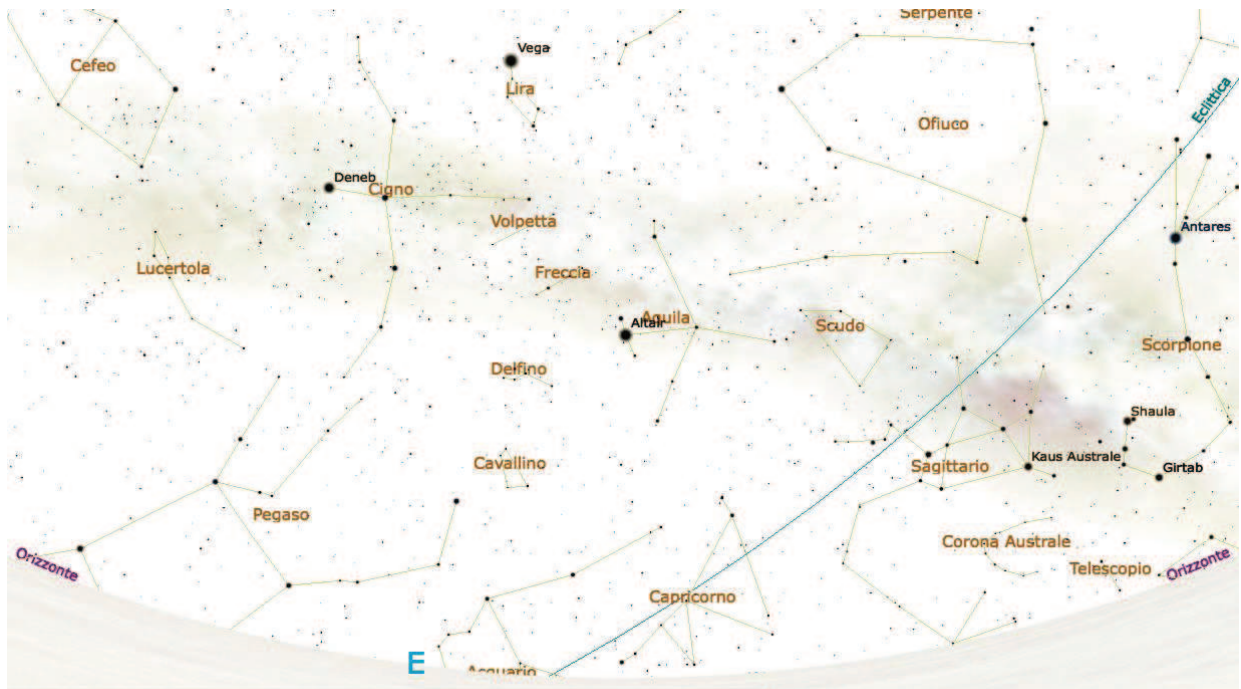 Serpente
Vega
Cefeo
Lira
Eclittica
Ofiuco
Deneb
Cigno
Volpetta
Antares
Lucertola
Freccia
Altair
Aquila
Scudo
Scorpione
Delfino
Shaula
Cavallino
Sagittario
Kaus Australe
Girtab
Pegaso
Orizzonte
Corona Australe
Telescopio
Orizzonte
Capricorno
E
Acquario